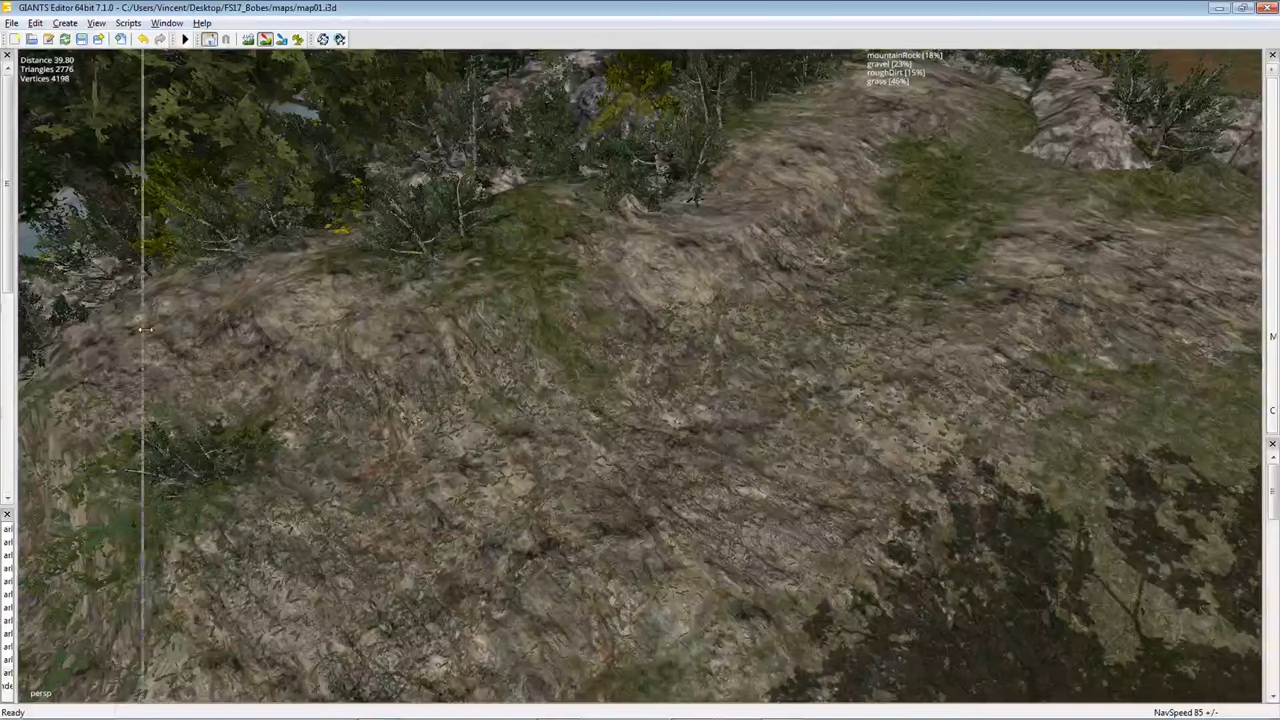 GIANTS Editor 64bit 7.1.0 - C:/Users/Vincent/Desktop/FS17_Bobes/maps/map01.i3d
File Edit Create View Scripts Window Help
Distance 39.80
Triangles 2776
Vertices 4198
mountainRock [18%]
gravel [23%]
roughDirt [15%]
grass [46%]
persp
Ready
NavSpeed 85 +/-